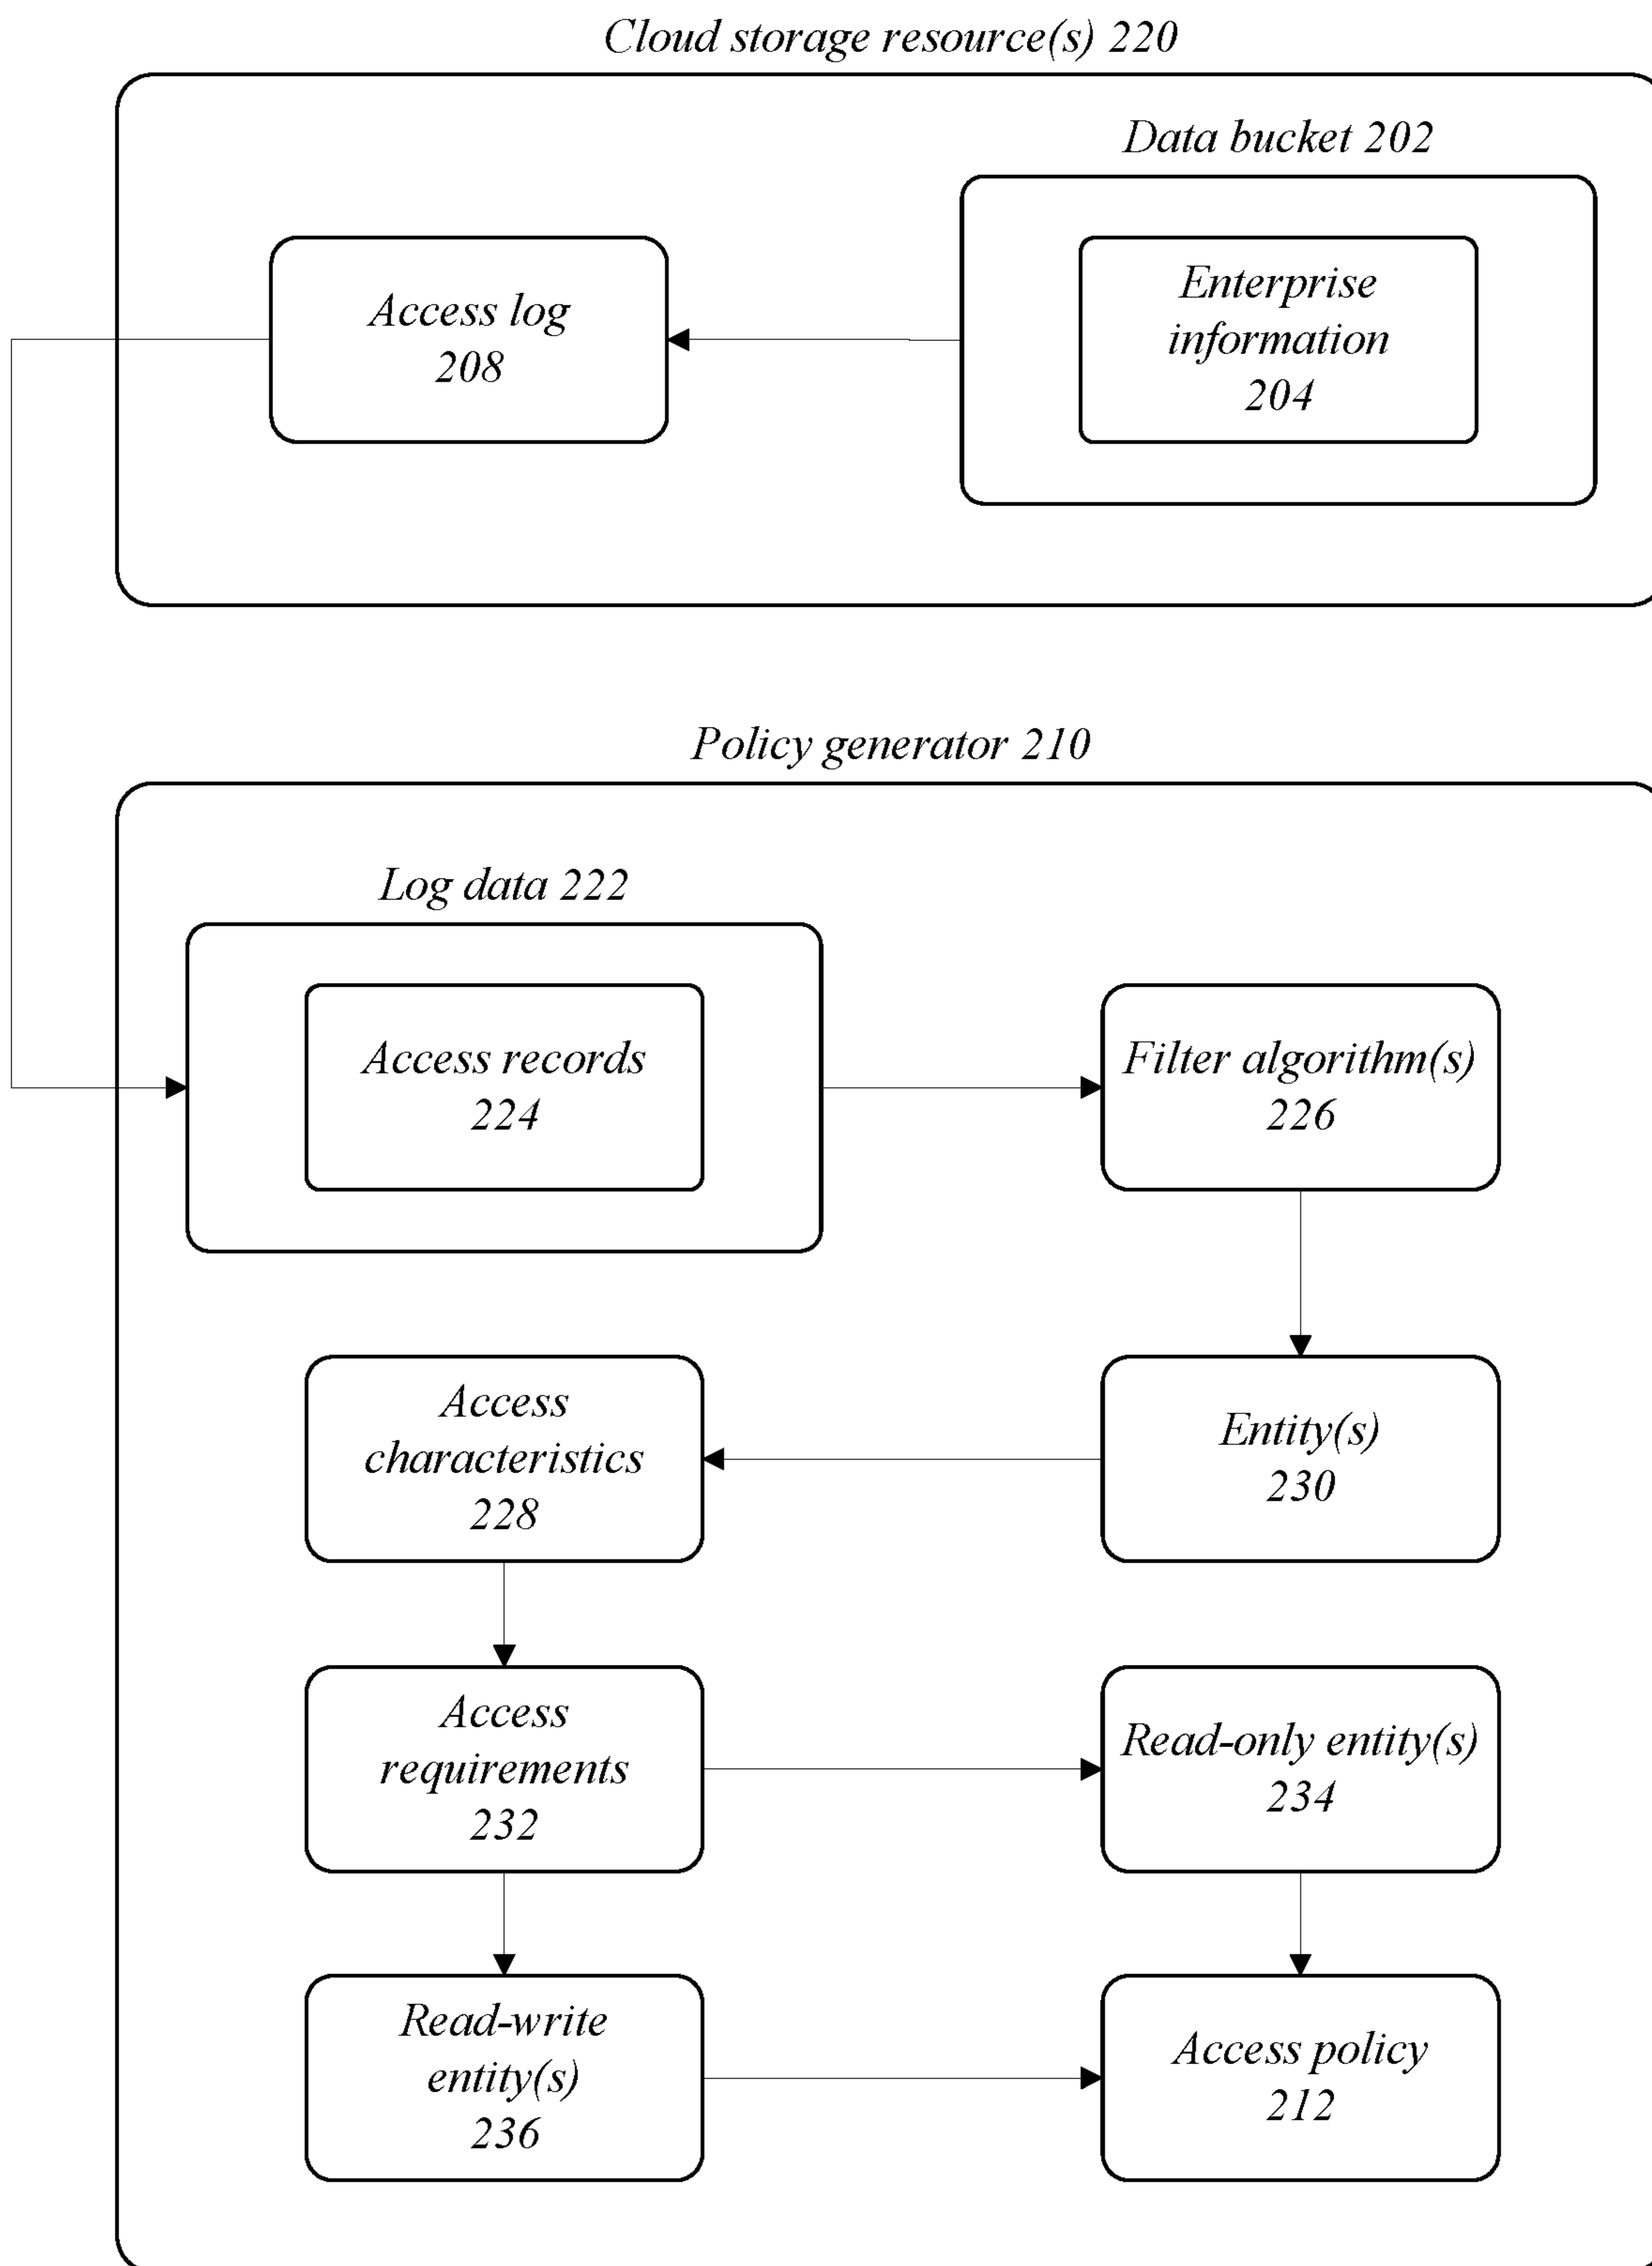 Cloud storage resource(s) 220
Data bucket 202
Access log
208
Enterprise
information
204
Policy generator 210
Log data 222
Access records
224
Filter algorithm(s)
226
Access
characteristics
228
Entity(s)
230
Access
requirements
232
Read-only entity(s)
234
Read-write
entity(s)
236
Access policy
212